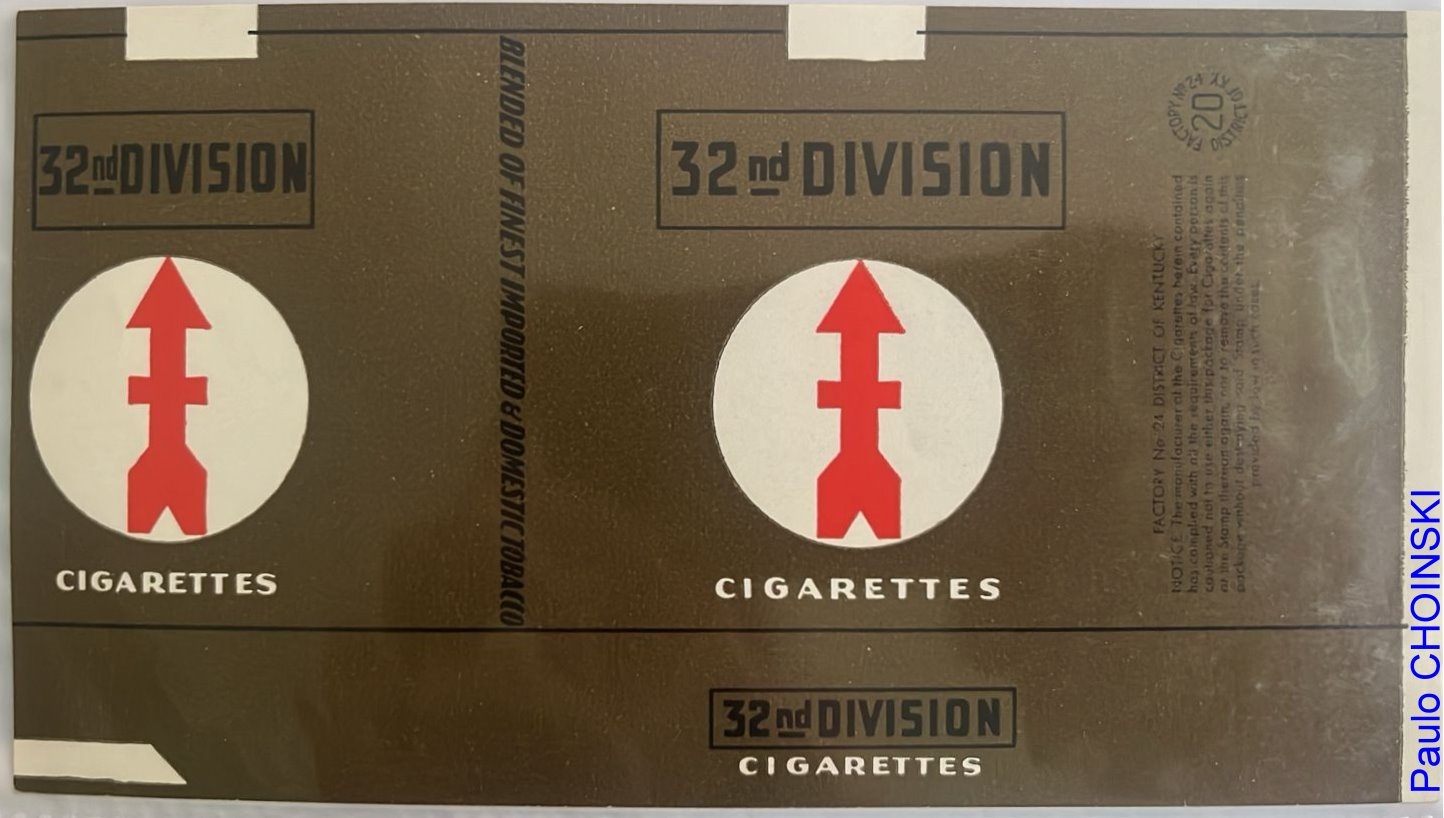 32nd DIVISION
CIGARETTES
BLENDED OF FINEST IMPORTED & DOMESTIC TOBACCO
32 nd DIVISION
CIGARETTES
32nd DIVISION
CIGARETTES
FACTORY No 24 DISTRICT OF KY.
20
FACTORY No. 24 DISTRICT OF KENTUCKY
NOTICE The manufacturer of the Cigarettes herein contained
has complied with all the requirements of law. Every person is
cautioned not to use either this package for Cigarettes again
or the Stamp thereon again, nor to remove the contents of this
package without destroying said Stamp under the penalties
provided by law in such cases.
Paulo CHOINSKI